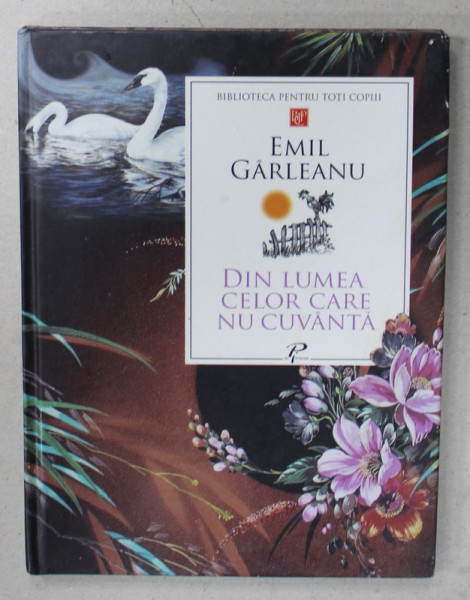 BIBLIOTECA PENTRU TOȚI COPIII
EMIL
GÂRLEANU
DIN LUMEA
CELOR CARE
NU CUVÂNTĂ